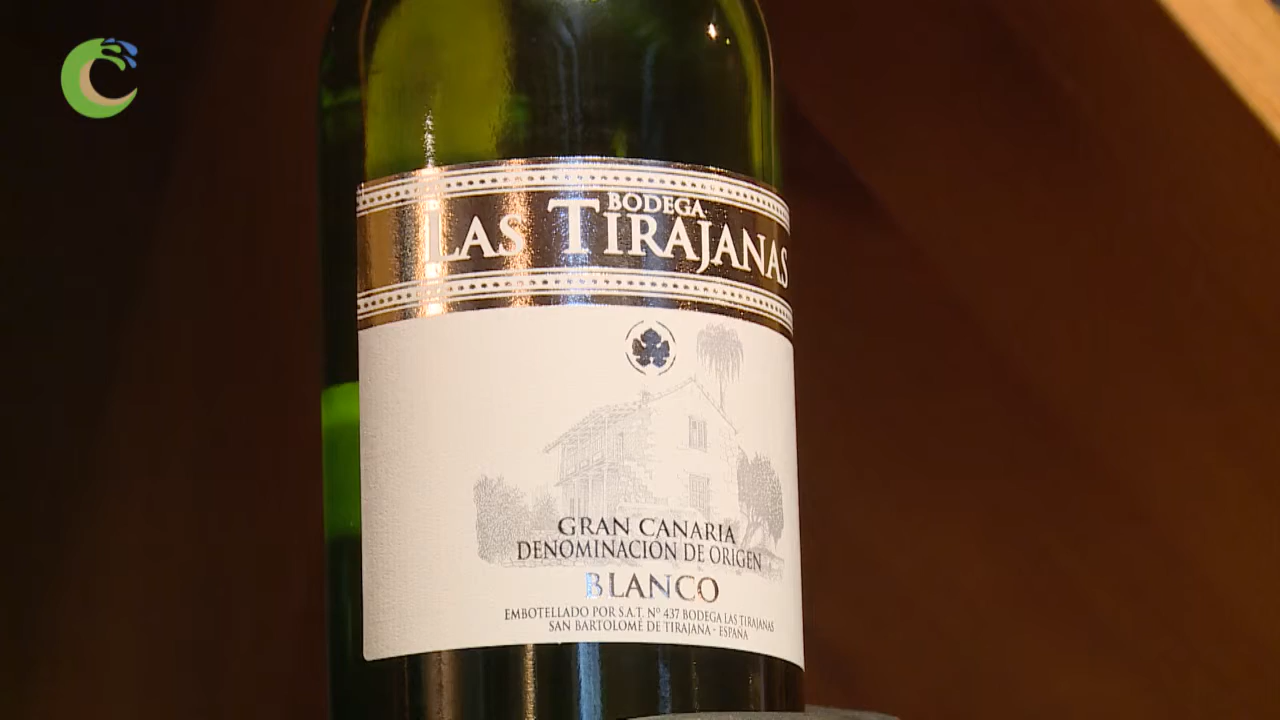 BODEGA
LAS TIRAJANAS
GRAN CANARIA
DENOMINACIÓN DE ORIGEN
BLANCO
EMBOTELLADO POR S.A.T. Nº 437 BODEGA LAS TIRAJANAS
SAN BARTOLOMÉ DE TIRAJANA - ESPAÑA